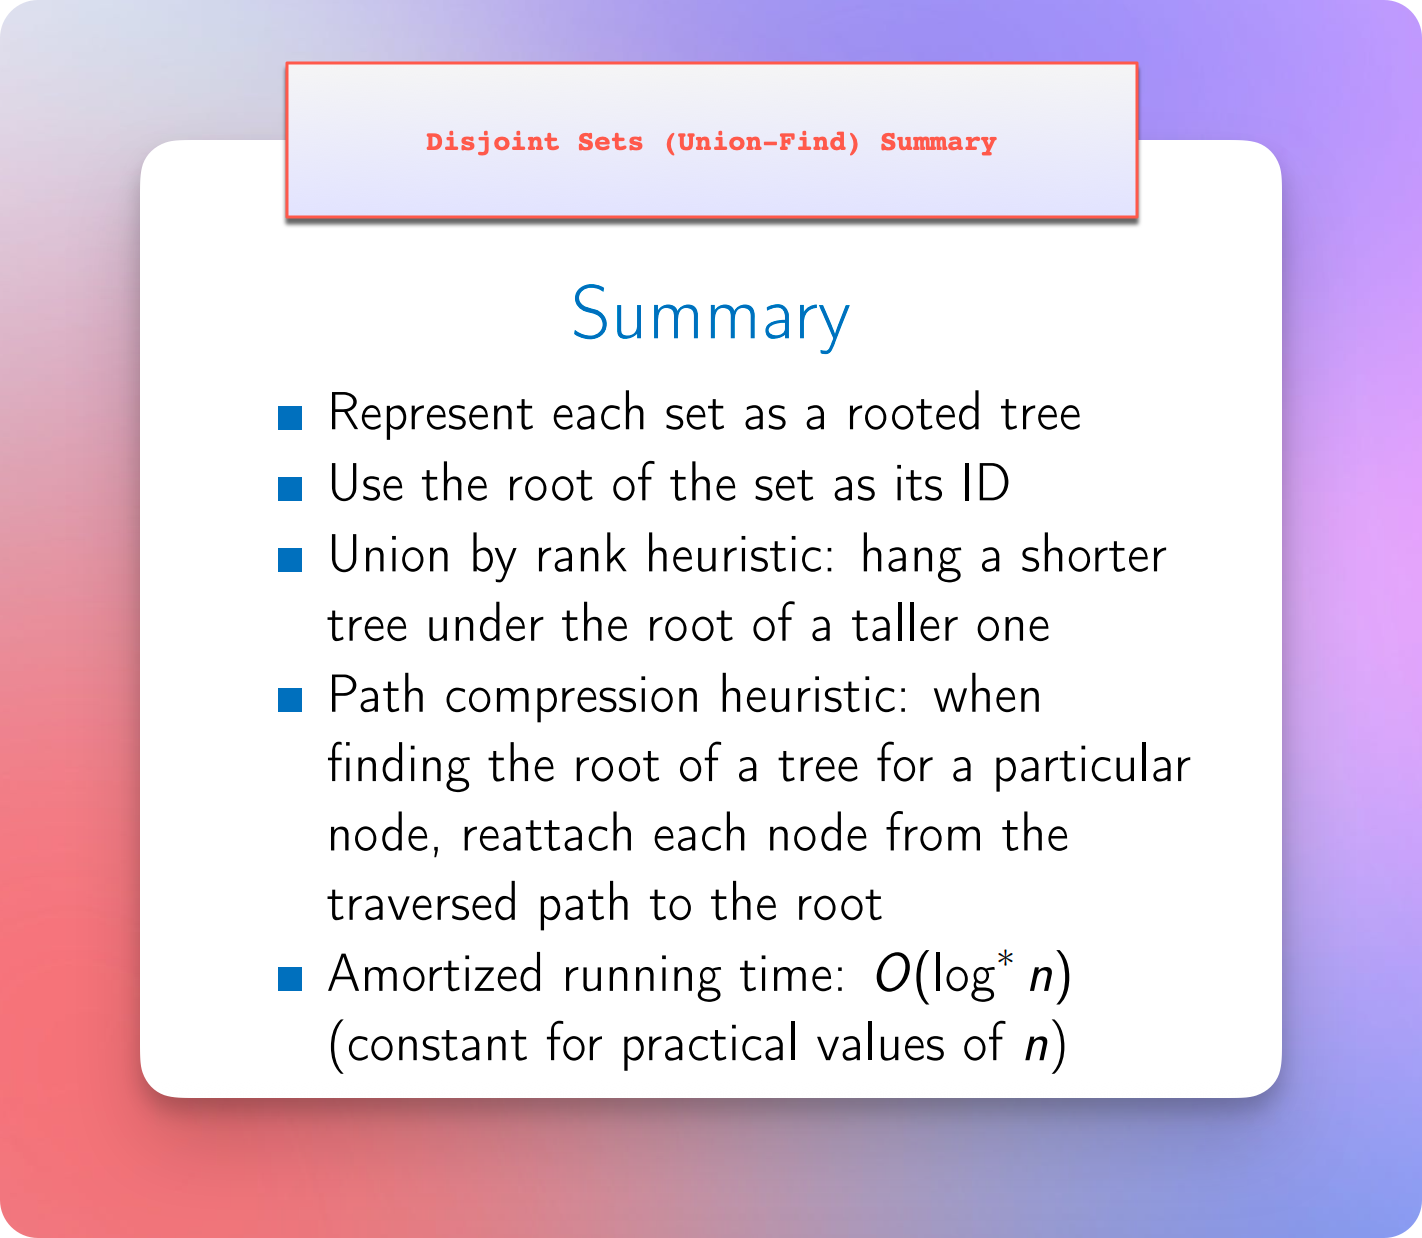 Disjoint Sets (Union-Find) Summary
Summary
Represent each set as a rooted tree
Use the root of the set as its ID
Union by rank heuristic: hang a shorter
tree under the root of a taller one
Path compression heuristic: when
finding the root of a tree for a particular
node, reattach each node from the
traversed path to the root
Amortized running time: O(log* n)
(constant for practical values of n)